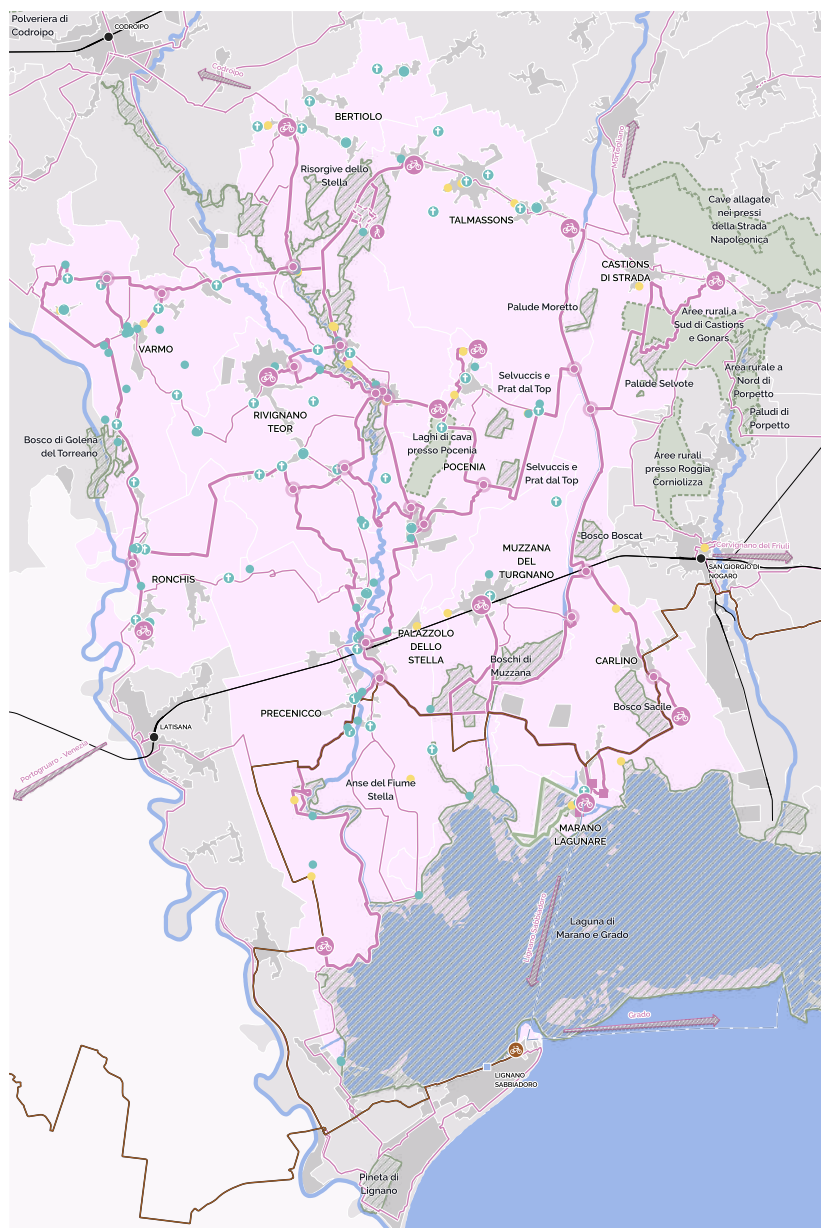 Polveriera di
Codroipo
CODROIPO
Codroipo
BERTIOLO
Mortegliano
Risorgive dello
Stella
TALMASSONS
Cave allagate
nei pressi
della Strada
Napoleonica
CASTIONS
DI STRADA
Palude Moretto
Aree rurali a
Sud di Castions
e Gonars
VARMO
Selvuccis e
Prat dal Top
Palude Selvote
Area rurale a
Nord di
Porpetto
RIVIGNANO
TEOR
Paludi di
Porpetto
Bosco di Golena
del Torreano
Laghi di cava
presso Pocenia
POCENIA
Selvuccis e
Prat dal Top
Aree rurali
presso Roggia
Corniolizza
Bosco Boscat
MUZZANA
DEL
TURGNANO
Cervignano del Friuli
SAN GIORGIO DI
NOGARO
RONCHIS
PALAZZOLO
DELLO
STELLA
Boschi di
Muzzana
CARLINO
Bosco Sacile
PRECENICCO
LATISANA
Portogruaro - Venezia
Anse del Fiume
Stella
MARANO
LAGUNARE
Lignano Sabbiadoro
Laguna di
Marano e Grado
Grado
LIGNANO
SABBIADORO
Pineta di
Lignano